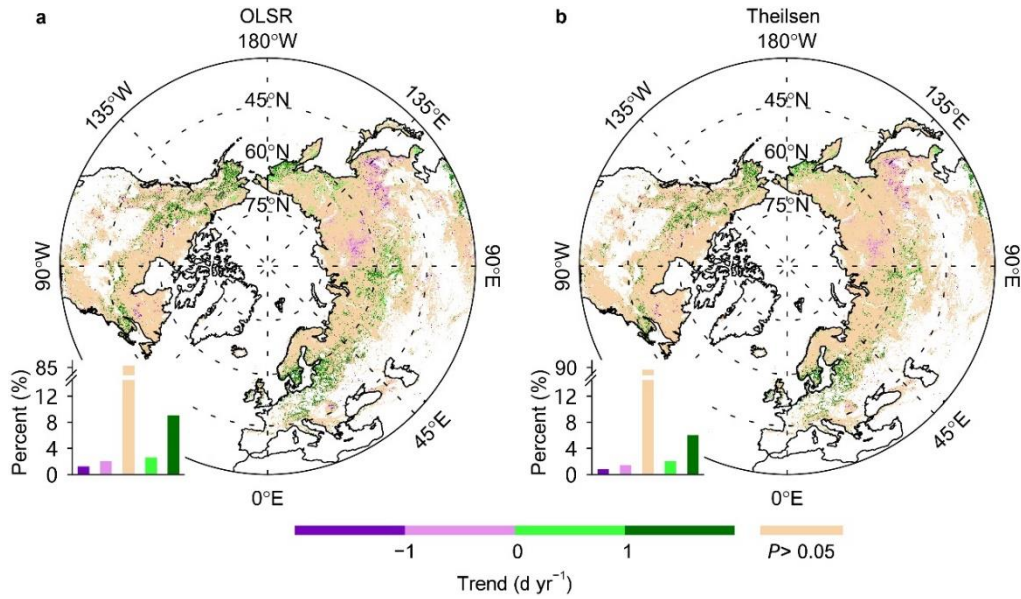 a
OLSR
180°W
135°W
135°E
45°N
60°N
75°N
90°W
90°E
45°E
0°E
85
12
8
4
0
Percent (%)
b
Theilsen
180°W
135°W
135°E
45°N
60°N
75°N
90°W
90°E
45°E
0°E
90
12
8
4
0
Percent (%)
−1 0 1 P> 0.05
Trend (d yr⁻¹)